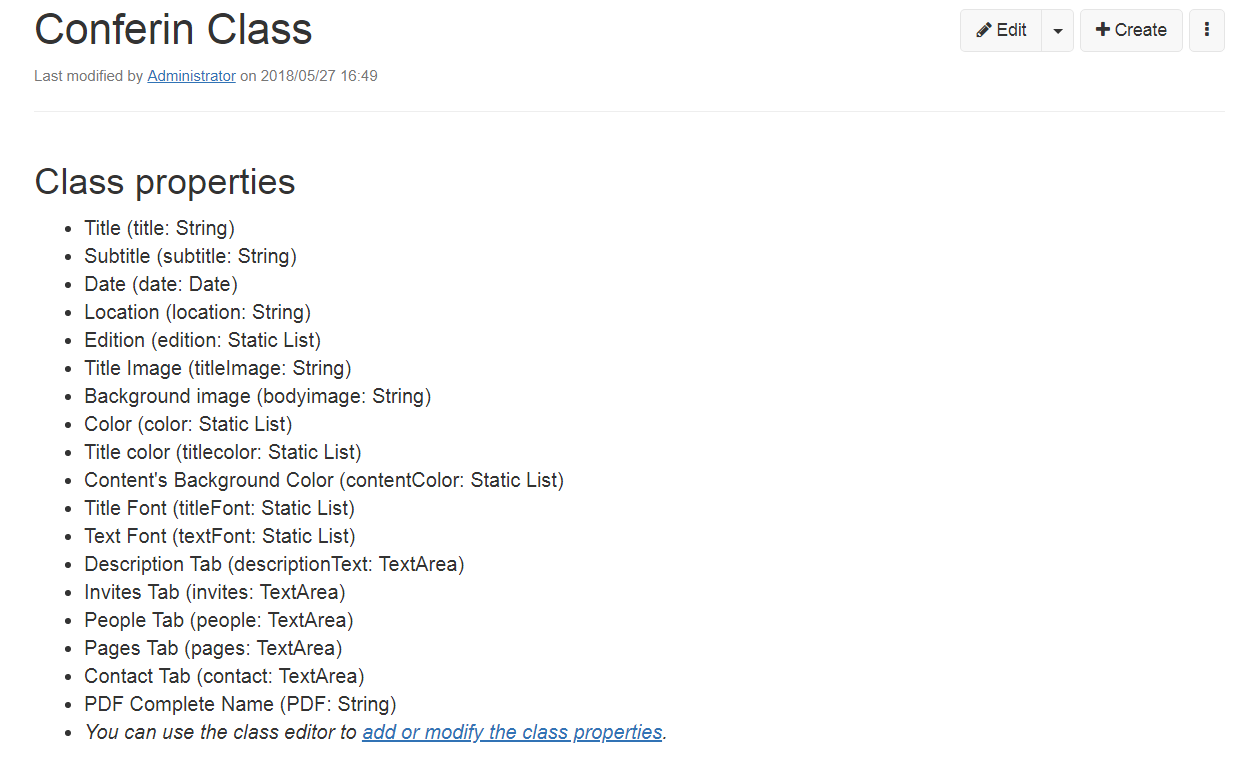 Conferin Class
Edit
Create
Last modified by Administrator on 2018/05/27 16:49
Class properties
Title (title: String)
Subtitle (subtitle: String)
Date (date: Date)
Location (location: String)
Edition (edition: Static List)
Title Image (titleImage: String)
Background image (bodyimage: String)
Color (color: Static List)
Title color (titlecolor: Static List)
Content's Background Color (contentColor: Static List)
Title Font (titleFont: Static List)
Text Font (textFont: Static List)
Description Tab (descriptionText: TextArea)
Invites Tab (invites: TextArea)
People Tab (people: TextArea)
Pages Tab (pages: TextArea)
Contact Tab (contact: TextArea)
PDF Complete Name (PDF: String)
You can use the class editor to add or modify the class properties.